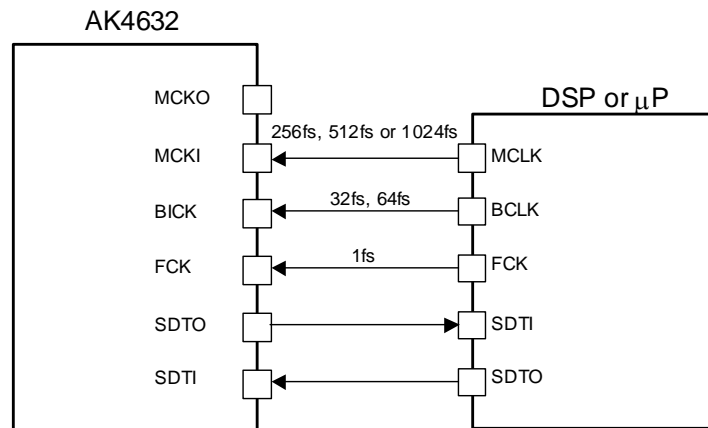 AK4632
DSP or μP
MCKO
256fs, 512fs or 1024fs
MCKI
MCLK
32fs, 64fs
BICK
BCLK
1fs
FCK
FCK
SDTO
SDTI
SDTI
SDTO